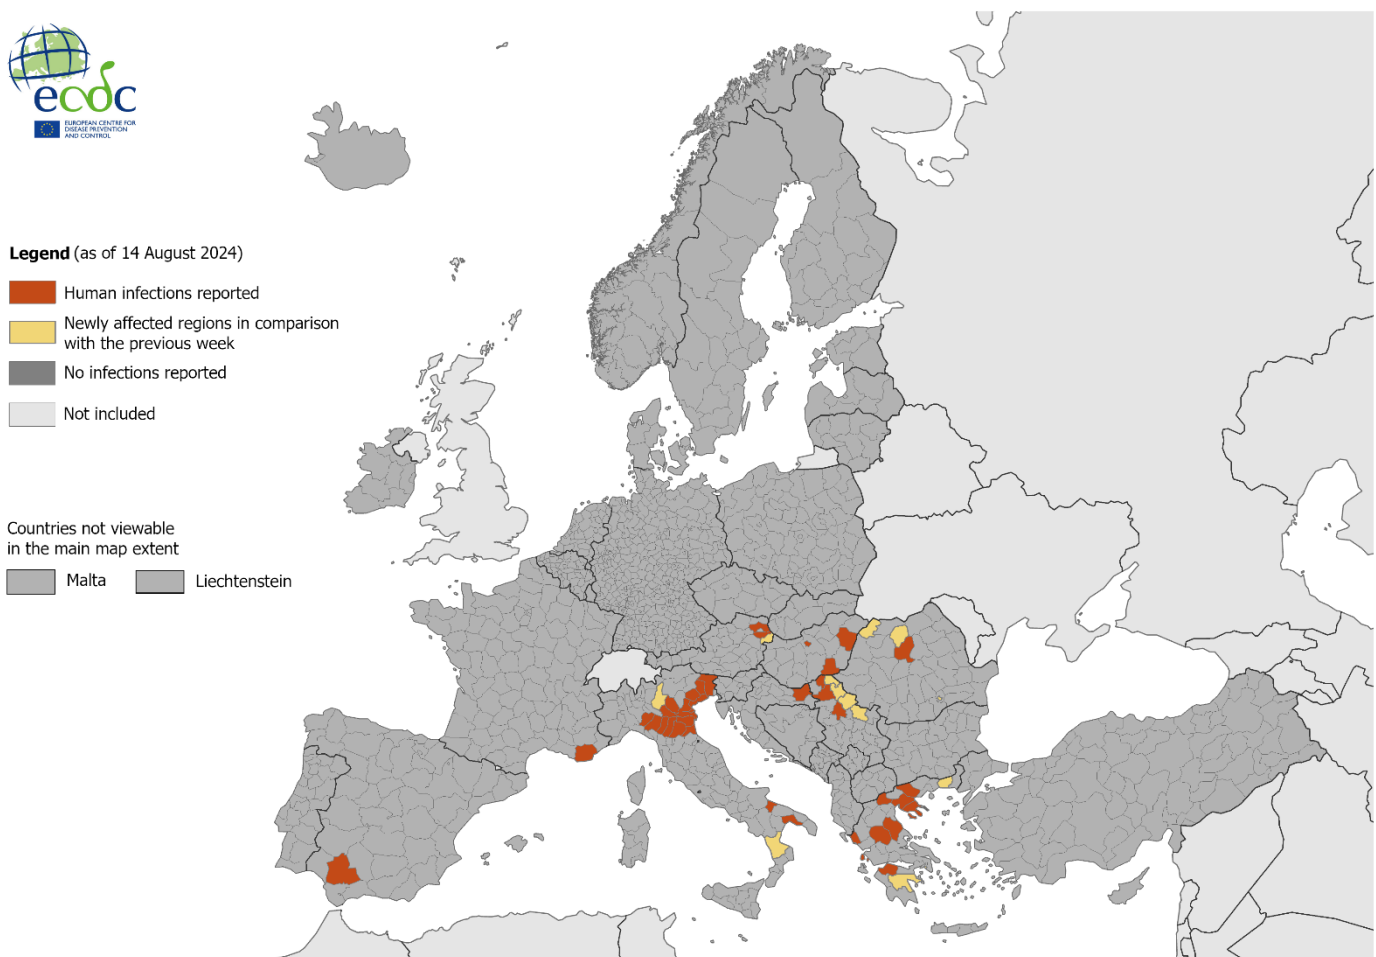 ecdc
EUROPEAN CENTRE FOR
DISEASE PREVENTION
AND CONTROL
Legend (as of 14 August 2024)
Human infections reported
Newly affected regions in comparison
with the previous week
No infections reported
Not included
Countries not viewable
in the main map extent
Malta
Liechtenstein